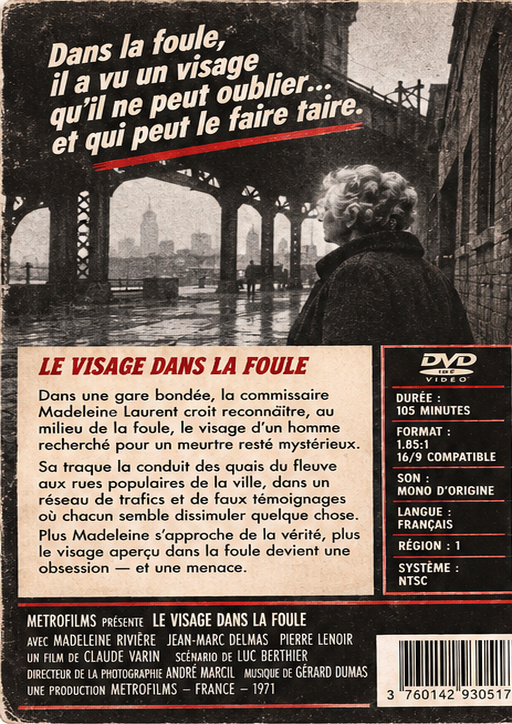 Dans la foule,
il a vu un visage
qu'il ne peut oublier...
et qui peut le faire taire.
LE VISAGE DANS LA FOULE
Dans une gare bondée, la commissaire
Madeleine Laurent croit reconnaître, au
milieu de la foule, le visage d'un homme
recherché pour un meurtre resté mystérieux.
Sa traque la conduit des quais du fleuve
aux rues populaires de la ville, dans un
réseau de trafics et de faux témoignages
où chacun semble dissimuler quelque chose.
Plus Madeleine s'approche de la vérité, plus
le visage aperçu dans la foule devient une
obsession — et une menace.
DVD
VIDEO
DURÉE :
105 MINUTES
FORMAT :
1.85:1
16/9 COMPATIBLE
SON :
MONO D'ORIGINE
LANGUE :
FRANÇAIS
RÉGION : 1
SYSTÈME :
NTSC
METROFILMS PRÉSENTE LE VISAGE DANS LA FOULE
AVEC MADELEINE RIVIÈRE JEAN-MARC DELMAS PIERRE LENOIR
UN FILM DE CLAUDE VARIN SCÉNARIO DE LUC BERTHIER
DIRECTEUR DE LA PHOTOGRAPHIE ANDRÉ MARCIL MUSIQUE DE GÉRARD DUMAS
UNE PRODUCTION METROFILMS – FRANCE – 1971
3 760142 930517